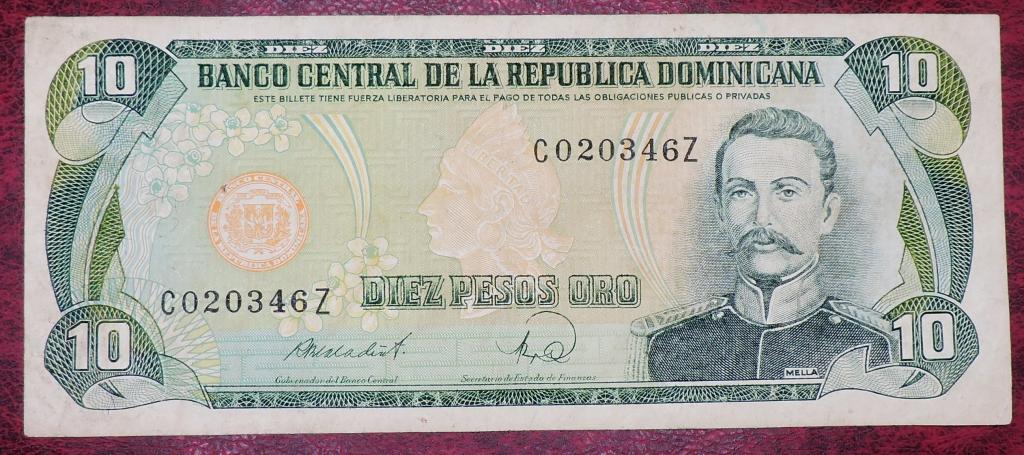 DIEZ DIEZ DIEZ
10 10
BANCO CENTRAL DE LA REPUBLICA DOMINICANA
ESTE BILLETE TIENE FUERZA LIBERATORIA PARA EL PAGO DE TODAS LAS OBLIGACIONES PUBLICAS O PRIVADAS
C020346Z
LIBERTAD
C020346Z
DIEZ PESOS ORO
10 10
MELLA
Gobernador del Banco Central Secretario de Estado de Finanzas